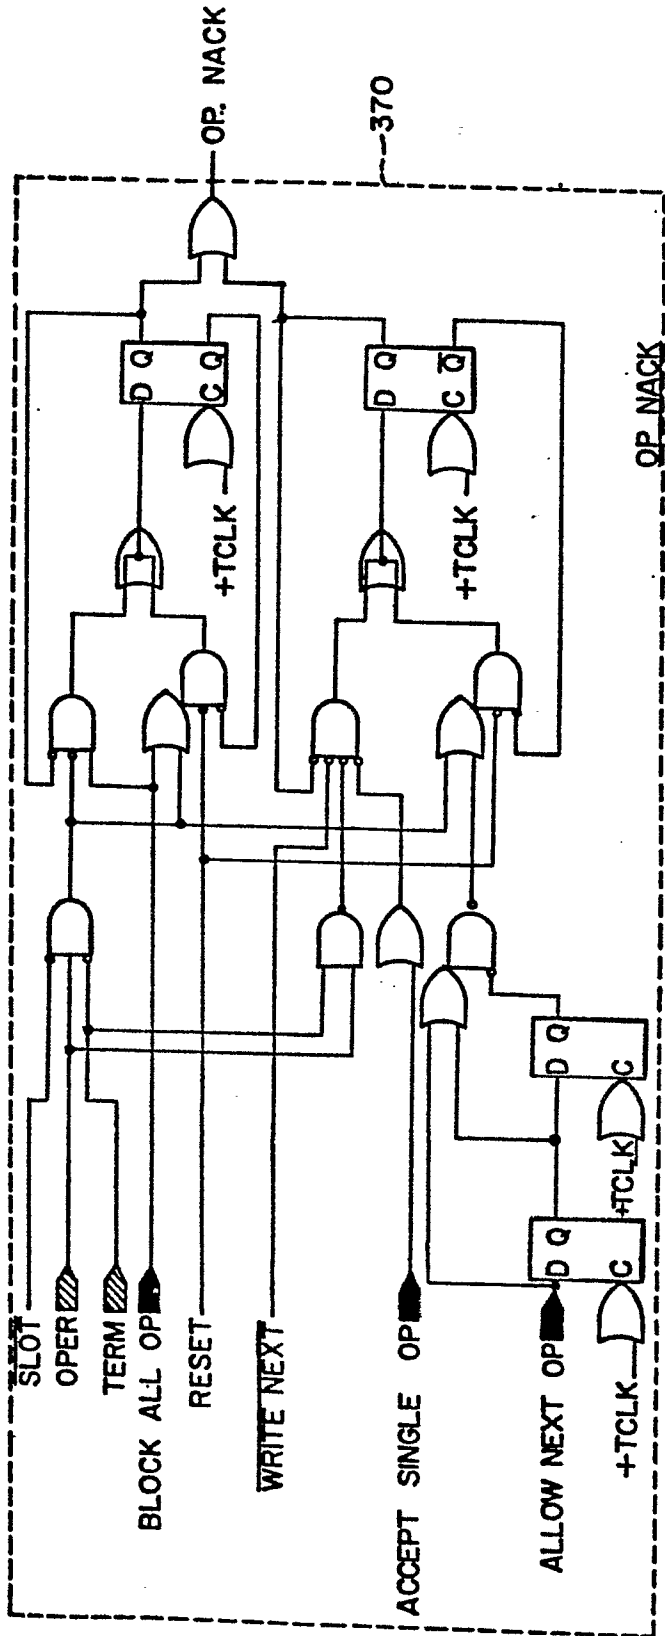 SLOT
OPER
TERM
BLOCK ALL OP
RESET
WRITE NEXT
ACCEPT SINGLE OP
ALLOW NEXT OP
+TCLK
D Q
C
+TCLK
D Q
C
+TCLK
D Q
C Q
+TCLK
D Q
C Q̅
OP. NACK
370
OP NACK